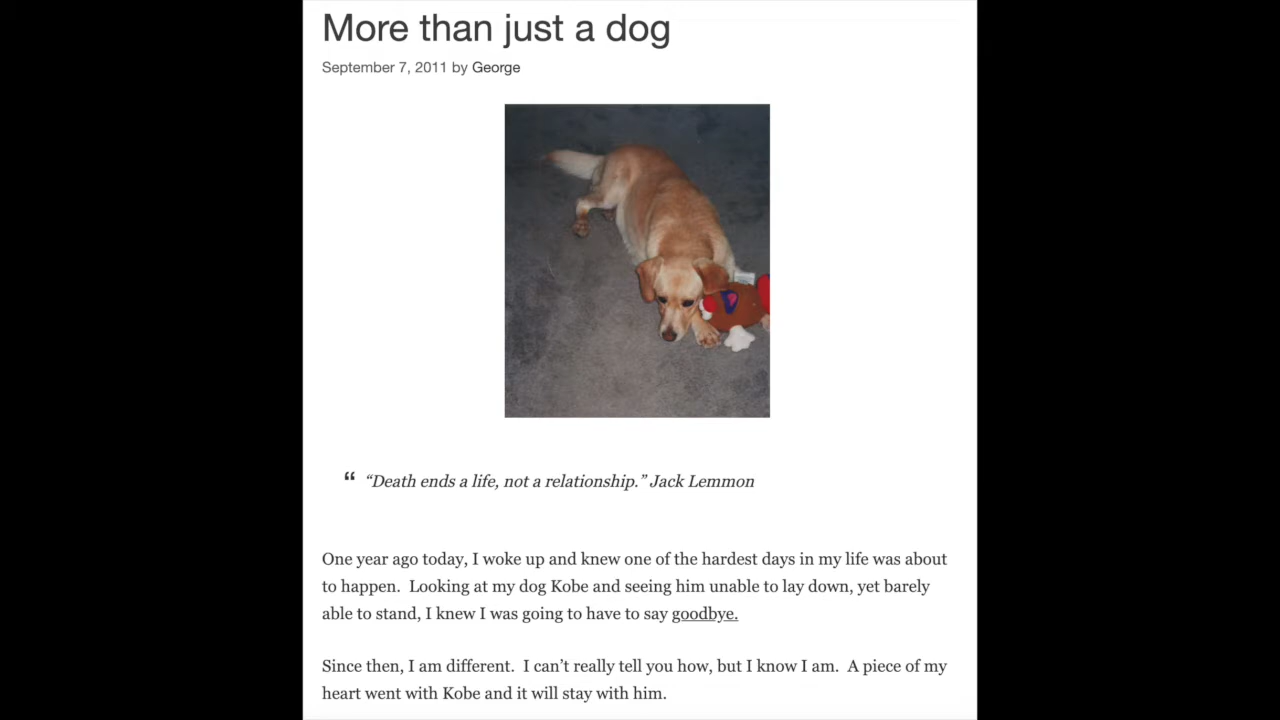 More than just a dog
September 7, 2011 by George
“ “Death ends a life, not a relationship.” Jack Lemmon
One year ago today, I woke up and knew one of the hardest days in my life was about
to happen.  Looking at my dog Kobe and seeing him unable to lay down, yet barely
able to stand, I knew I was going to have to say goodbye.
Since then, I am different.  I can’t really tell you how, but I know I am.  A piece of my
heart went with Kobe and it will stay with him.